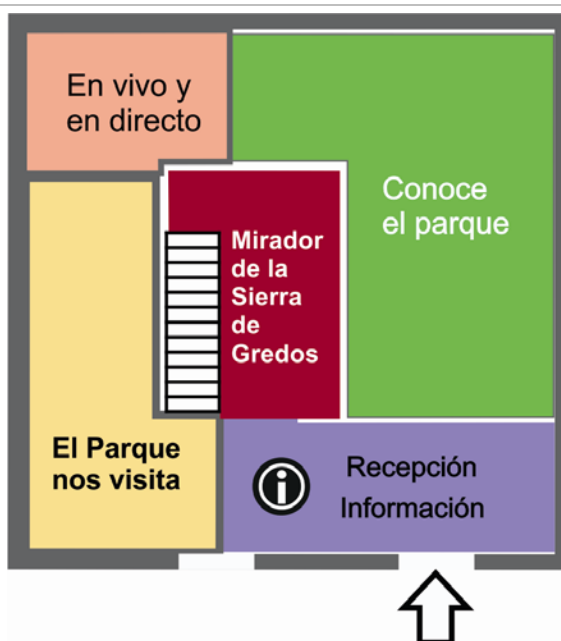 En vivo y
en directo
Conoce
el parque
Mirador
de la
Sierra
de
Gredos
El Parque
nos visita
i
Recepción
Información